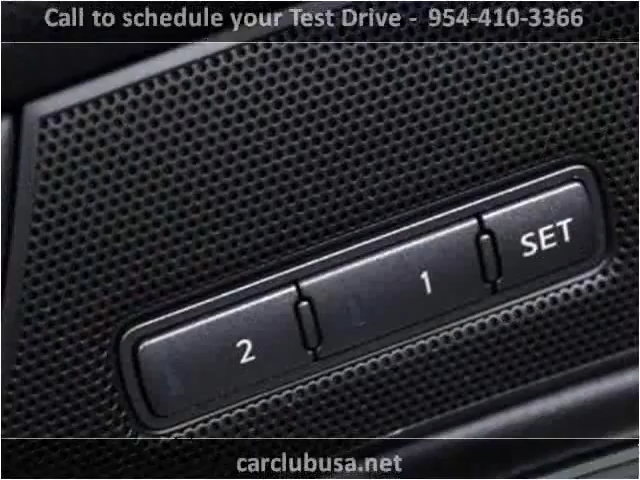 Call to schedule your Test Drive - 954-410-3366
2 1 SET
carclubusa.net